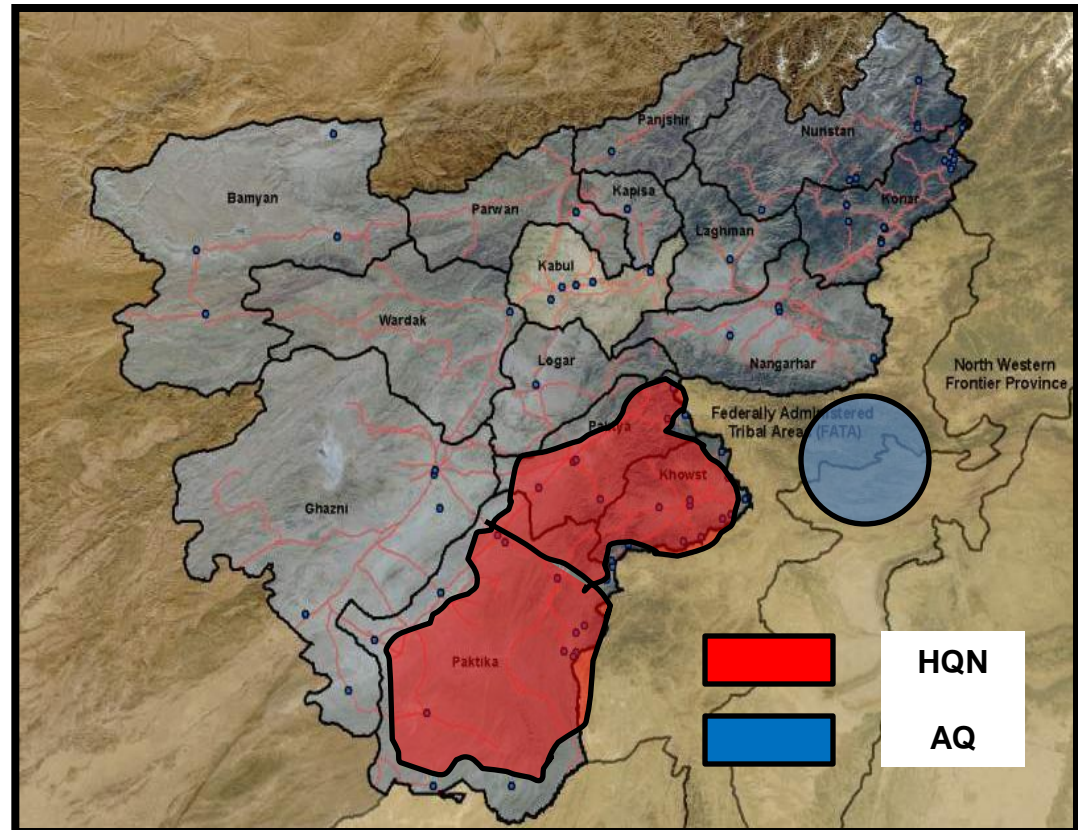 Panjshir
Nunstan
Bamyan
Kapisa
Parwan
Konar
Laghman
Kabul
Wardak
Logar
Nangarhar
North Western
Frontier Province
Federally Administered
Tribal Areas (FATA)
Paktya
Khowst
Ghazni
Paktika
HQN
AQ